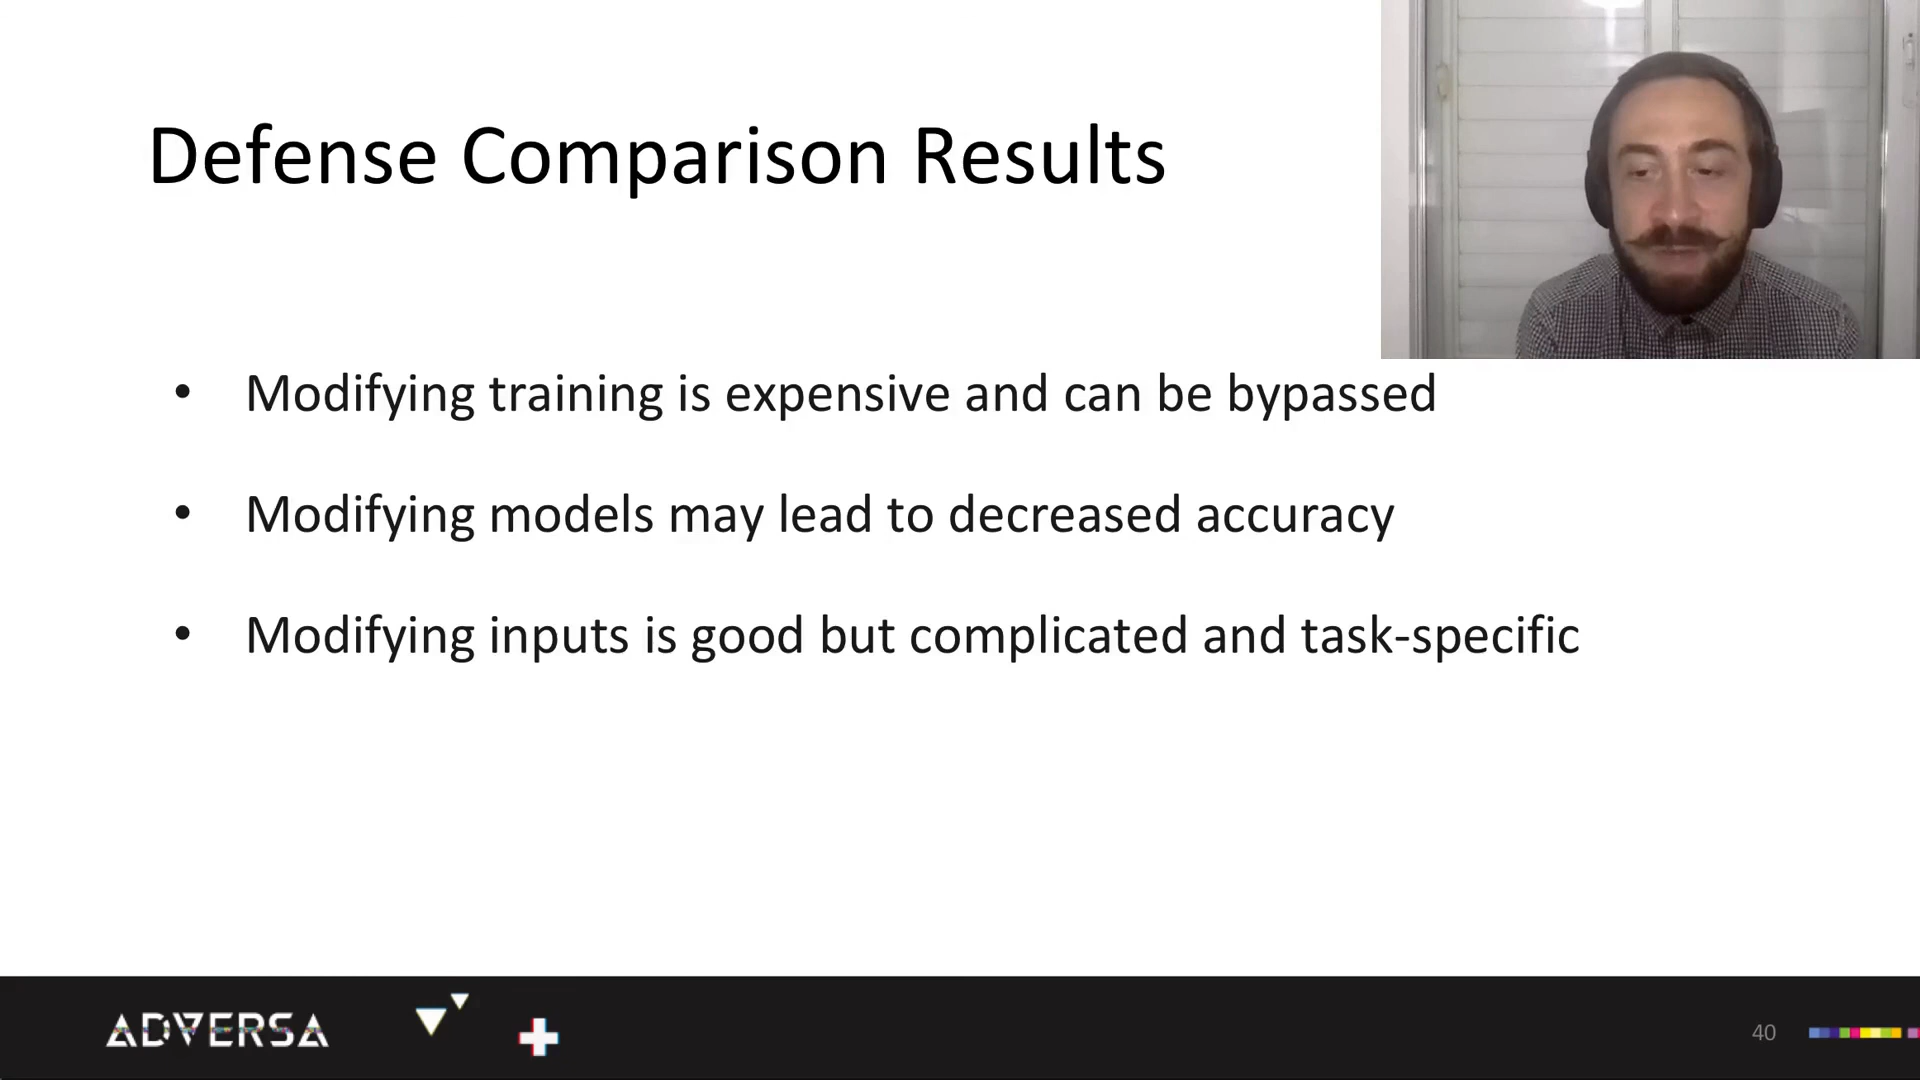 Defense Comparison Results
• Modifying training is expensive and can be bypassed
• Modifying models may lead to decreased accuracy
• Modifying inputs is good but complicated and task-specific
ADVERSA
40